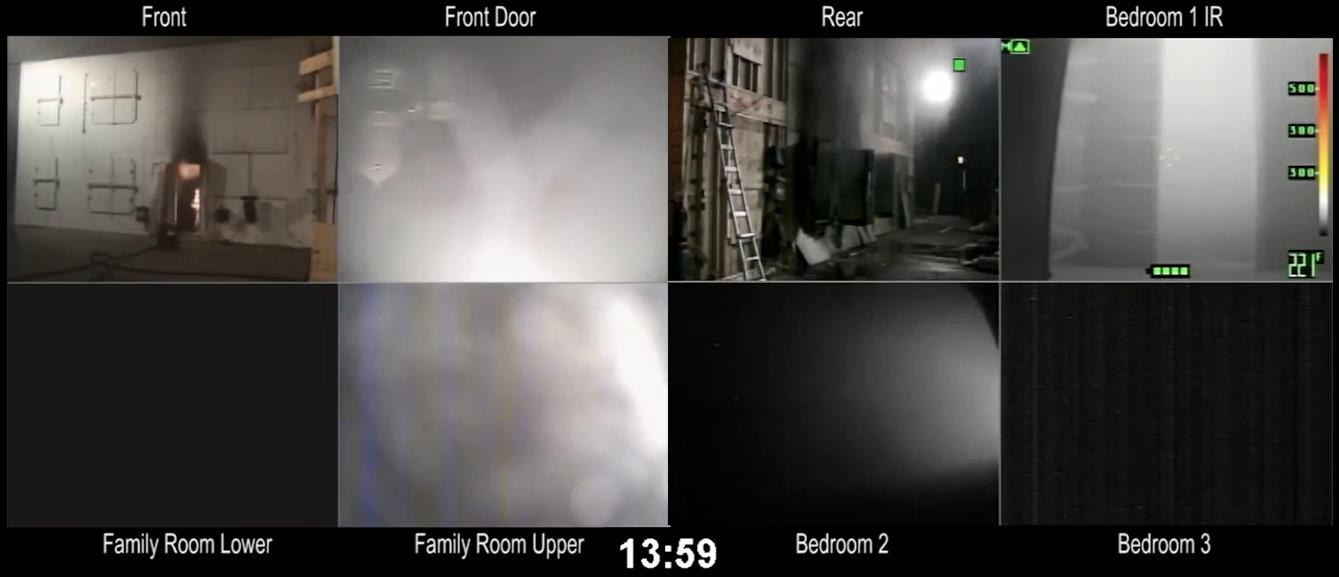 Front
Front Door
Rear
Bedroom 1 IR
M
500
300
221°F
Family Room Lower
Family Room Upper
13:59
Bedroom 2
Bedroom 3